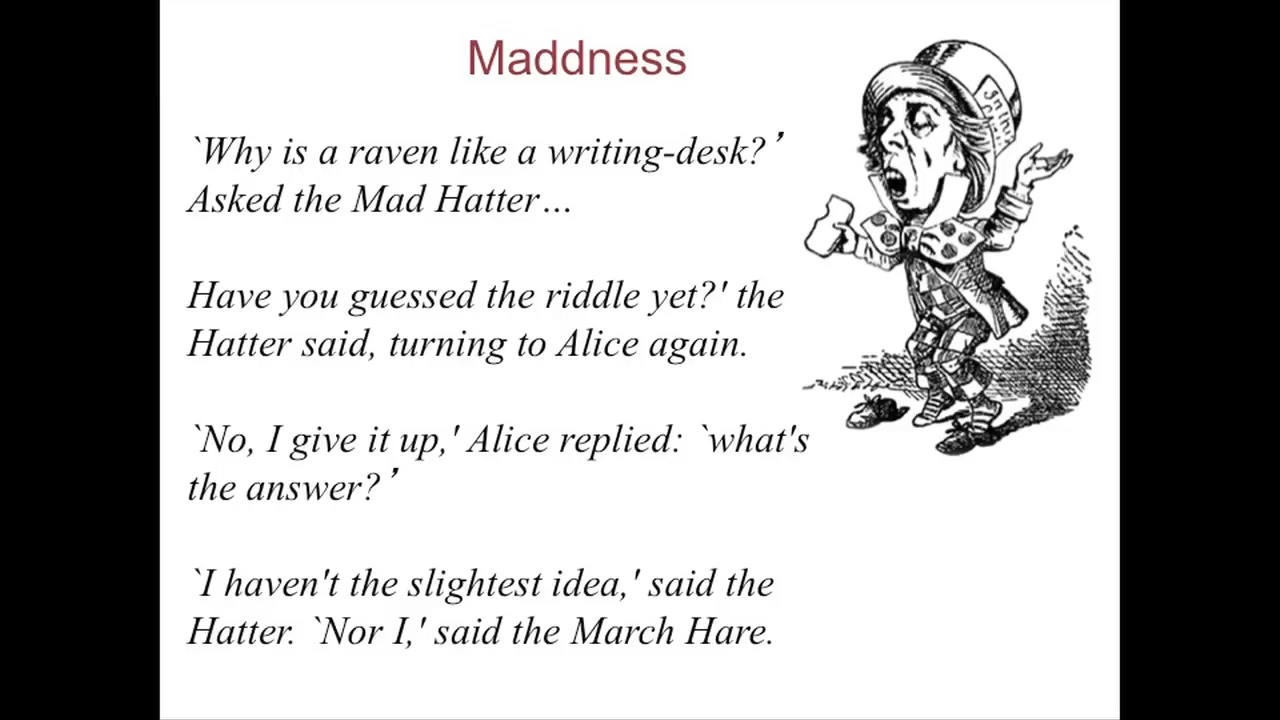 Maddness
`Why is a raven like a writing-desk?’
Asked the Mad Hatter…
Have you guessed the riddle yet?' the
Hatter said, turning to Alice again.
`No, I give it up,' Alice replied: `what's
the answer?’
`I haven't the slightest idea,' said the
Hatter. `Nor I,' said the March Hare.